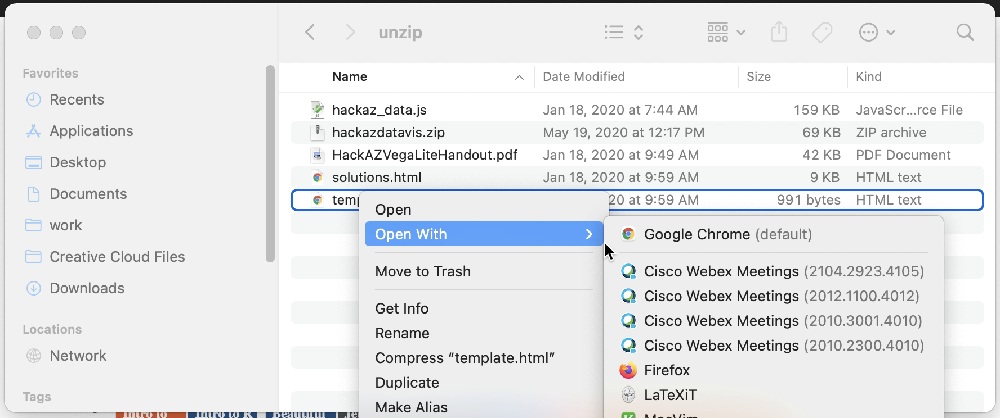 unzip
Favorites
Recents
Applications
Desktop
Documents
work
Creative Cloud Files
Downloads
Locations
Network
Tags
Name Date Modified Size Kind
hackaz_data.js Jan 18, 2020 at 7:44 AM 159 KB JavaScr...rce File
hackazdatavis.zip May 19, 2020 at 12:17 PM 69 KB ZIP archive
HackAZVegaLiteHandout.pdf Jan 18, 2020 at 9:49 AM 42 KB PDF Document
solutions.html Jan 18, 2020 at 9:59 AM 9 KB HTML text
temp 20 at 9:59 AM 991 bytes HTML text
Open
Open With
Move to Trash
Get Info
Rename
Compress “template.html”
Duplicate
Make Alias
Google Chrome (default)
Cisco Webex Meetings (2104.2923.4105)
Cisco Webex Meetings (2012.1100.4012)
Cisco Webex Meetings (2010.3001.4010)
Cisco Webex Meetings (2010.2300.4010)
Firefox
LaTeXiT
MacVim
Intro to Intro to R Beautiful